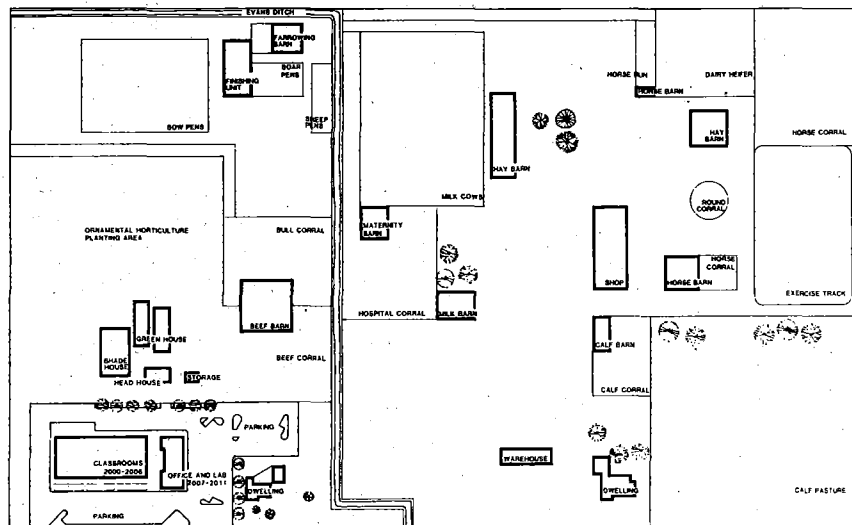 EVANS DITCH
FARROWING
BARN
FINISHING
UNIT
BOAR
PENS
SHEEP
PENS
SOW PENS
HORSE RUN
DAIRY HEIFER
HORSE BARN
HAY
BARN
HORSE CORRAL
HAY BARN
MILK COWS
MATERNITY
BARN
ROUND
CORRAL
ORNAMENTAL HORTICULTURE
PLANTING AREA
BULL CORRAL
SHOP
HORSE
CORRAL
HORSE BARN
EXERCISE TRACK
HOSPITAL CORRAL
MILK BARN
BEEF BARN
GREEN HOUSE
SHADE
HOUSE
HEAD HOUSE
STORAGE
BEEF CORRAL
CALF BARN
CALF CORRAL
PARKING
CLASSROOMS
2000-2006
OFFICE AND LAB
2007-2011
WAREHOUSE
DWELLING
DWELLING
CALF PASTURE
PARKING